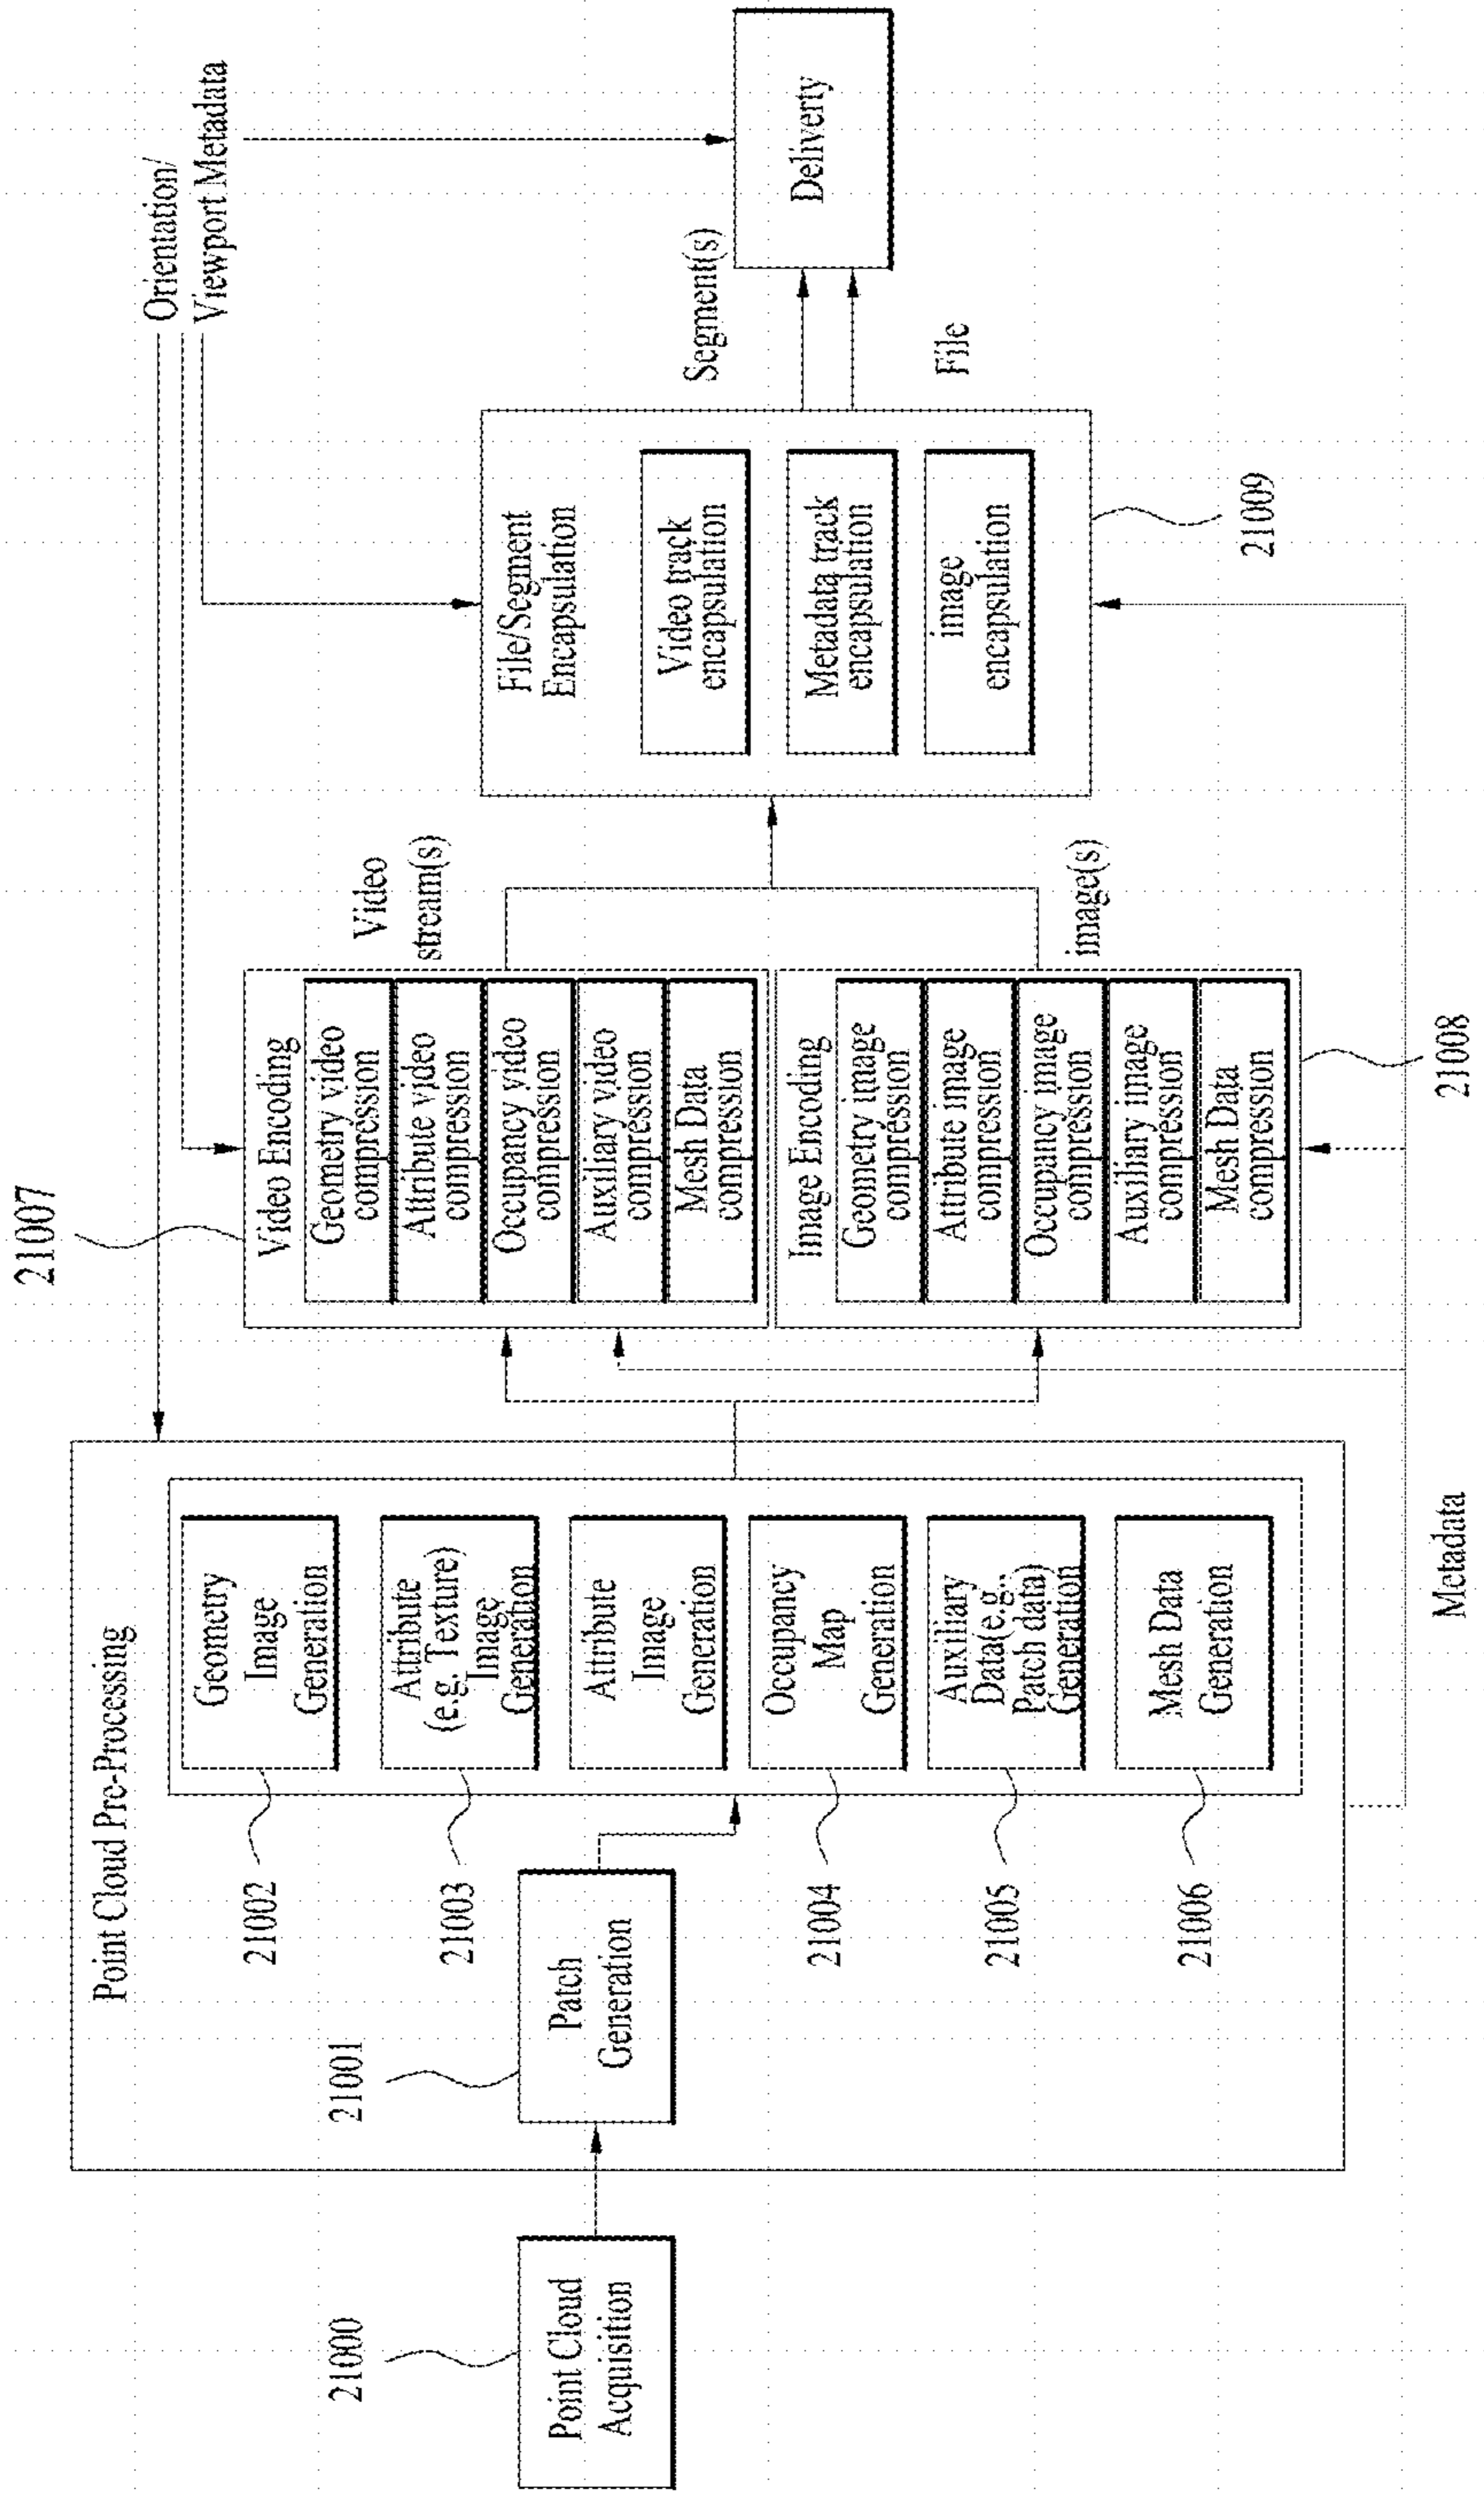 21000
Point Cloud
Acquisition
Point Cloud Pre-Processing
21001
Patch
Generation
21002
Geometry
Image
Generation
21003
Attribute
(e.g. Texture)
Image
Generation
Attribute
Image
Generation
21004
Occupancy
Map
Generation
21005
Auxiliary
Data(e.g.,
Patch data)
Generation
21006
Mesh Data
Generation
Metadata
21007
Video Encoding
Geometry video
compression
Attribute video
compression
Occupancy video
compression
Auxiliary video
compression
Mesh Data
compression
Image Encoding
Geometry image
compression
Attribute image
compression
Occupancy image
compression
Auxiliary image
compression
Mesh Data
compression
21008
Video
stream(s)
image(s)
File/Segment
Encapsulation
Video track
encapsulation
Metadata track
encapsulation
image
encapsulation
21009
Orientation/
Viewport Metadata
Segment(s)
File
Deliverty